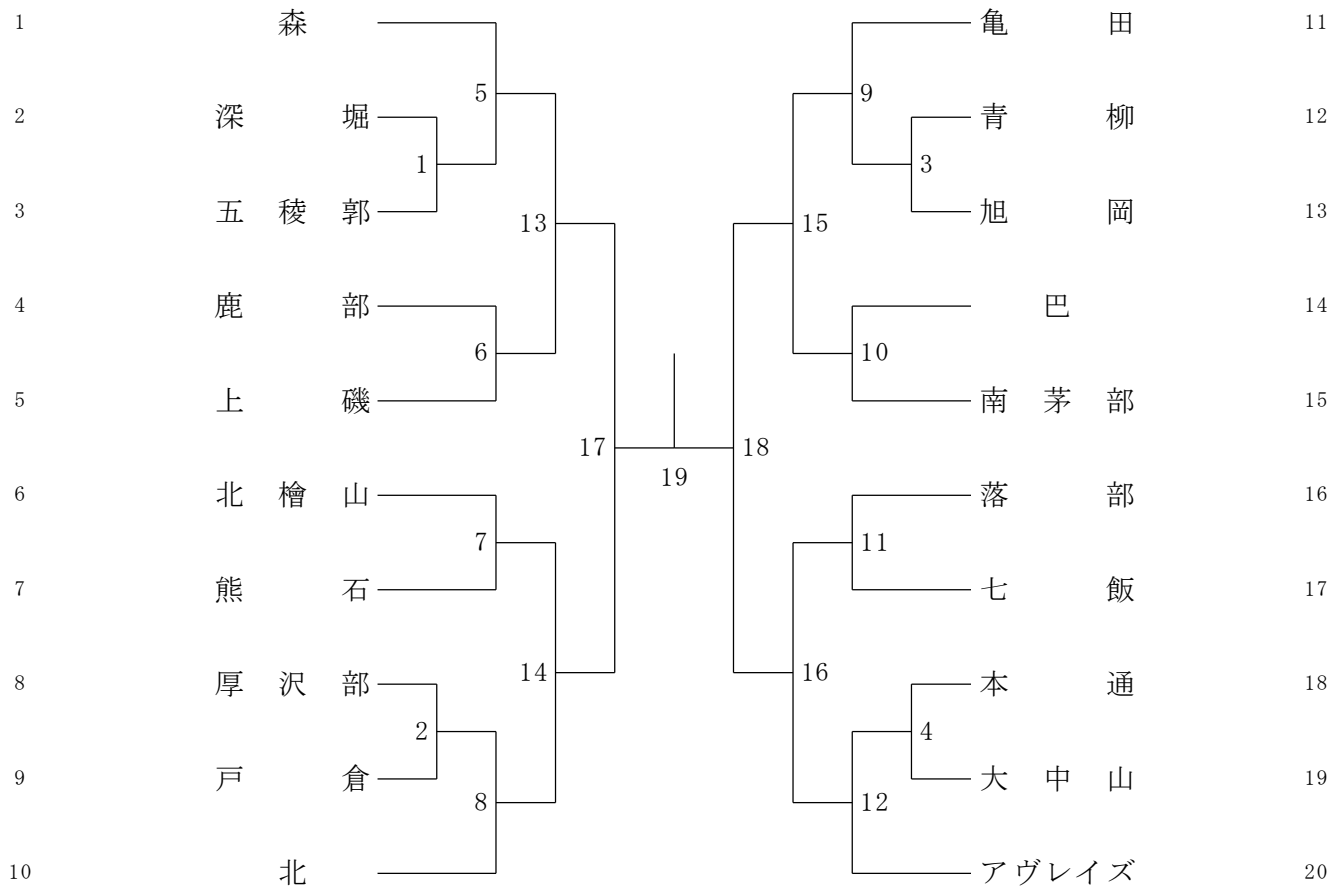 1 森 亀田 11
5 9
2 深堀 青柳 12
1 3
3 五稜郭 旭岡 13
13 15
4 鹿部 巴 14
6 10
5 上磯 南茅部 15
17 18
19
6 北檜山 落部 16
7 11
7 熊石 七飯 17
14 16
8 厚沢部 本通 18
2 4
9 戸倉 大中山 19
8 12
10 北 アヴレイズ 20